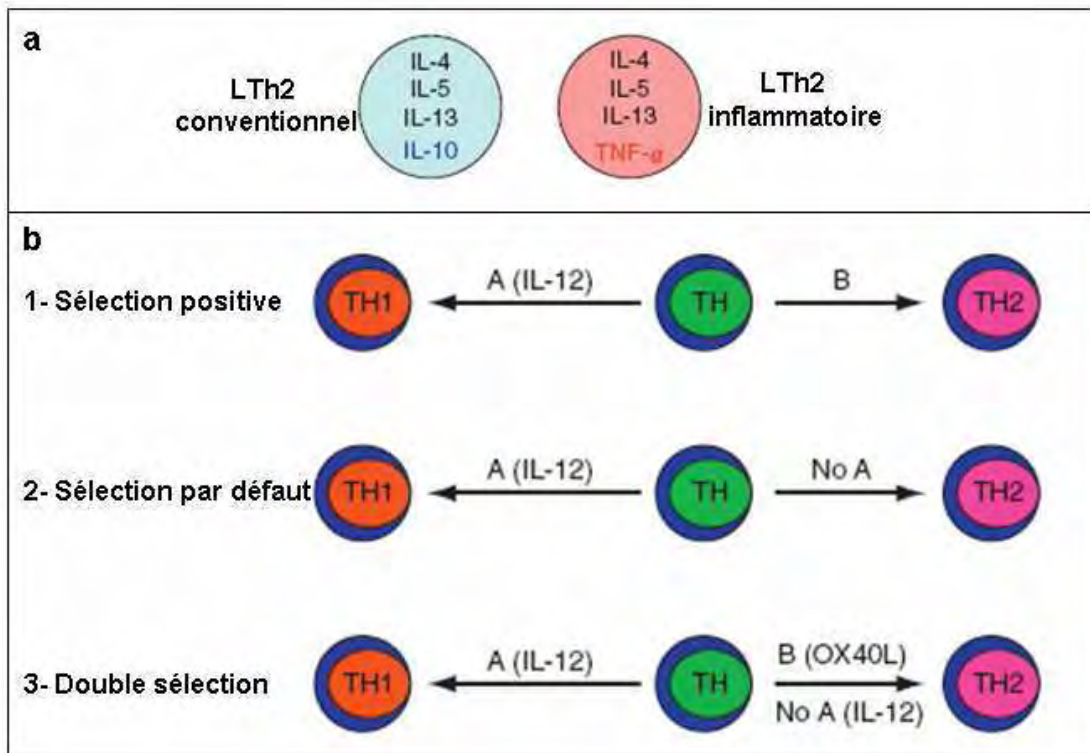 a
LTh2
conventionnel
IL-4
IL-5
IL-13
IL-10
IL-4
IL-5
IL-13
TNF-α
LTh2
inflammatoire
b
1- Sélection positive
TH1
A (IL-12)
TH
B
TH2
2- Sélection par défaut
TH1
A (IL-12)
TH
No A
TH2
3- Double sélection
TH1
A (IL-12)
TH
B (OX40L)
No A (IL-12)
TH2